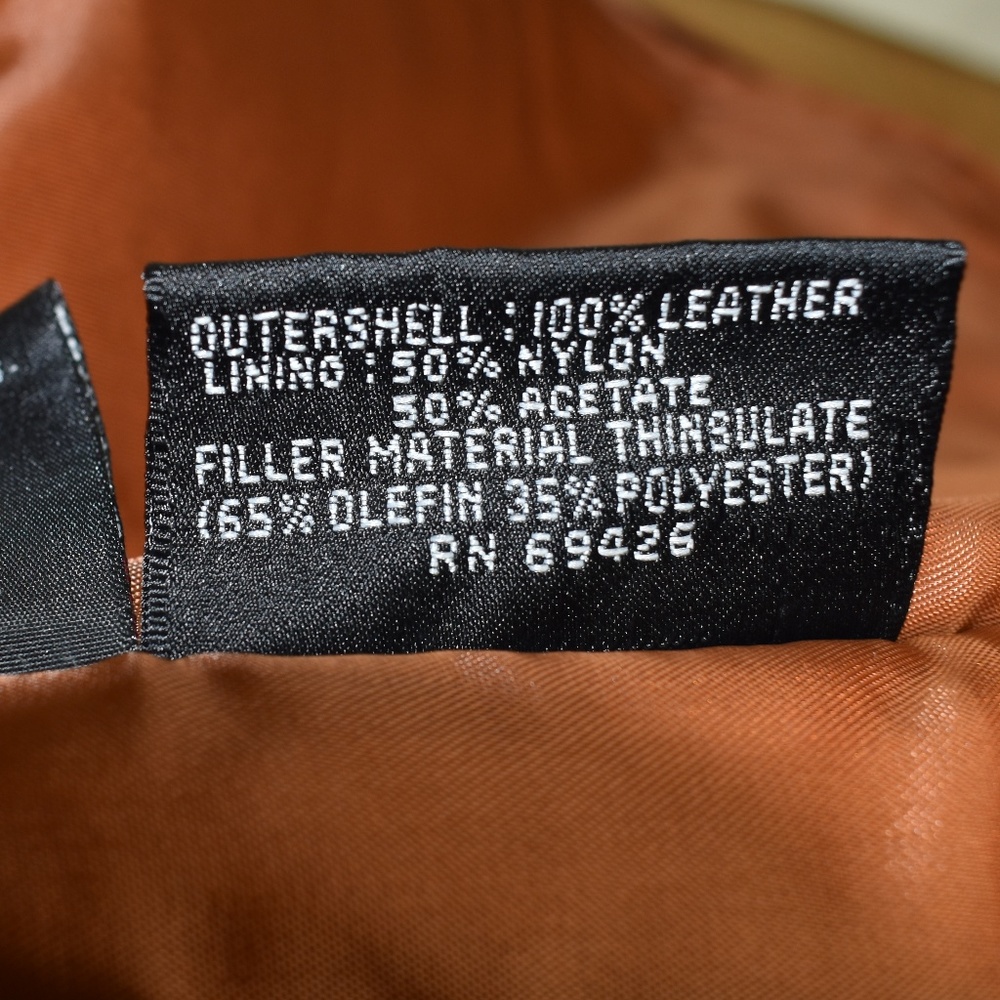 OUTERSHELL : 100% LEATHER
LINING : 50% NYLON
50% ACETATE
FILLER MATERIAL THINSULATE
(65% OLEFIN 35% POLYESTER)
RN 69426